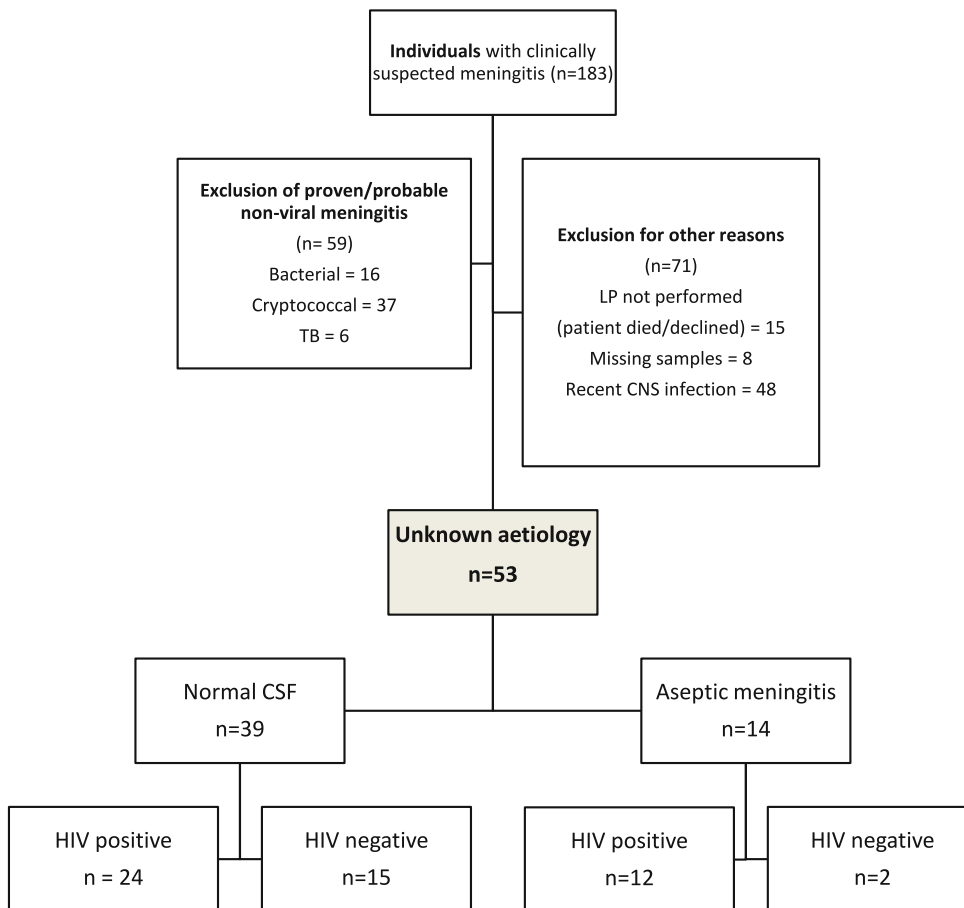 Individuals with clinically
suspected meningitis (n=183)
Exclusion of proven/probable
non-viral meningitis
(n= 59)
Bacterial = 16
Cryptococcal = 37
TB = 6
Exclusion for other reasons
(n=71)
LP not performed
(patient died/declined) = 15
Missing samples = 8
Recent CNS infection = 48
Unknown aetiology
n=53
Normal CSF
n=39
Aseptic meningitis
n=14
HIV positive
n = 24
HIV negative
n=15
HIV positive
n=12
HIV negative
n=2